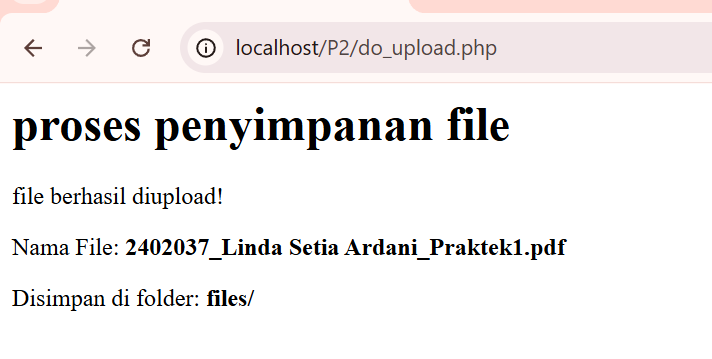 localhost/P2/do_upload.php
proses penyimpanan file
file berhasil diupload!
Nama File: 2402037_Linda Setia Ardani_Praktek1.pdf
Disimpan di folder: files/